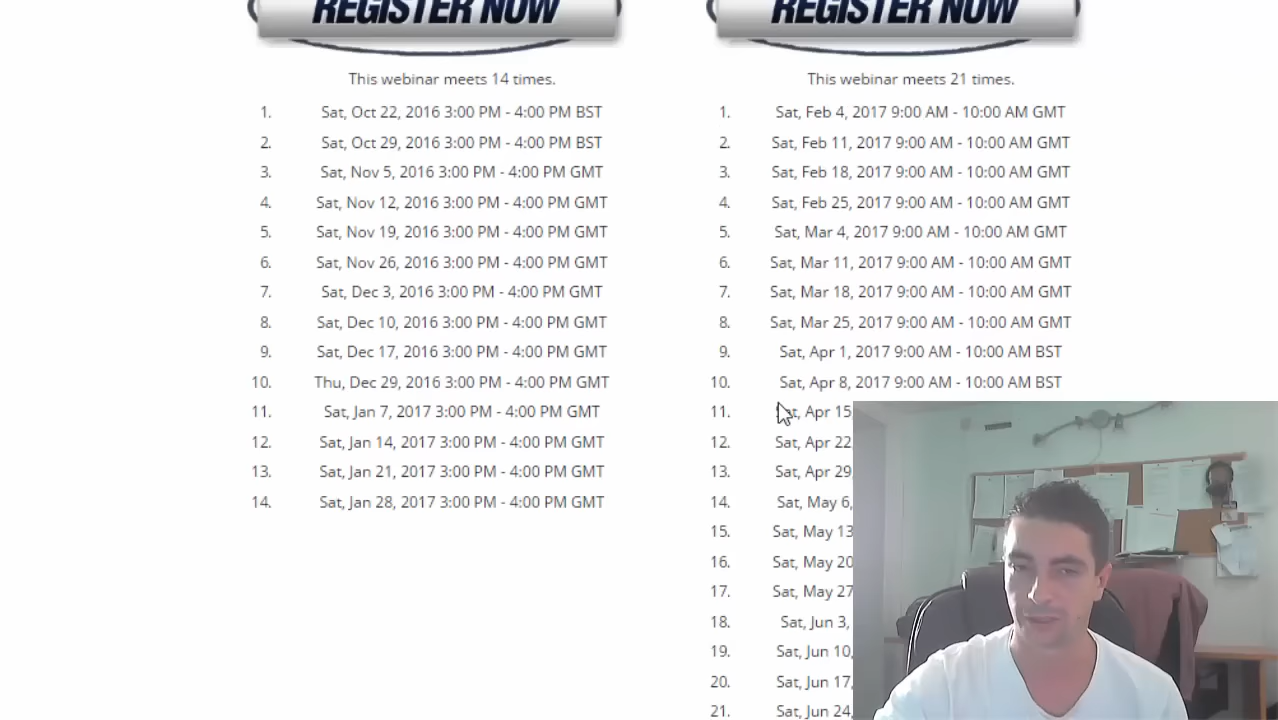 REGISTER NOW
This webinar meets 14 times.
1. Sat, Oct 22, 2016 3:00 PM - 4:00 PM BST
2. Sat, Oct 29, 2016 3:00 PM - 4:00 PM BST
3. Sat, Nov 5, 2016 3:00 PM - 4:00 PM GMT
4. Sat, Nov 12, 2016 3:00 PM - 4:00 PM GMT
5. Sat, Nov 19, 2016 3:00 PM - 4:00 PM GMT
6. Sat, Nov 26, 2016 3:00 PM - 4:00 PM GMT
7. Sat, Dec 3, 2016 3:00 PM - 4:00 PM GMT
8. Sat, Dec 10, 2016 3:00 PM - 4:00 PM GMT
9. Sat, Dec 17, 2016 3:00 PM - 4:00 PM GMT
10. Thu, Dec 29, 2016 3:00 PM - 4:00 PM GMT
11. Sat, Jan 7, 2017 3:00 PM - 4:00 PM GMT
12. Sat, Jan 14, 2017 3:00 PM - 4:00 PM GMT
13. Sat, Jan 21, 2017 3:00 PM - 4:00 PM GMT
14. Sat, Jan 28, 2017 3:00 PM - 4:00 PM GMT
REGISTER NOW
This webinar meets 21 times.
1. Sat, Feb 4, 2017 9:00 AM - 10:00 AM GMT
2. Sat, Feb 11, 2017 9:00 AM - 10:00 AM GMT
3. Sat, Feb 18, 2017 9:00 AM - 10:00 AM GMT
4. Sat, Feb 25, 2017 9:00 AM - 10:00 AM GMT
5. Sat, Mar 4, 2017 9:00 AM - 10:00 AM GMT
6. Sat, Mar 11, 2017 9:00 AM - 10:00 AM GMT
7. Sat, Mar 18, 2017 9:00 AM - 10:00 AM GMT
8. Sat, Mar 25, 2017 9:00 AM - 10:00 AM GMT
9. Sat, Apr 1, 2017 9:00 AM - 10:00 AM BST
10. Sat, Apr 8, 2017 9:00 AM - 10:00 AM BST
11. Sat, Apr 15
12. Sat, Apr 22
13. Sat, Apr 29
14. Sat, May 6,
15. Sat, May 13
16. Sat, May 20
17. Sat, May 27
18. Sat, Jun 3,
19. Sat, Jun 10,
20. Sat, Jun 17,
21. Sat, Jun 24,